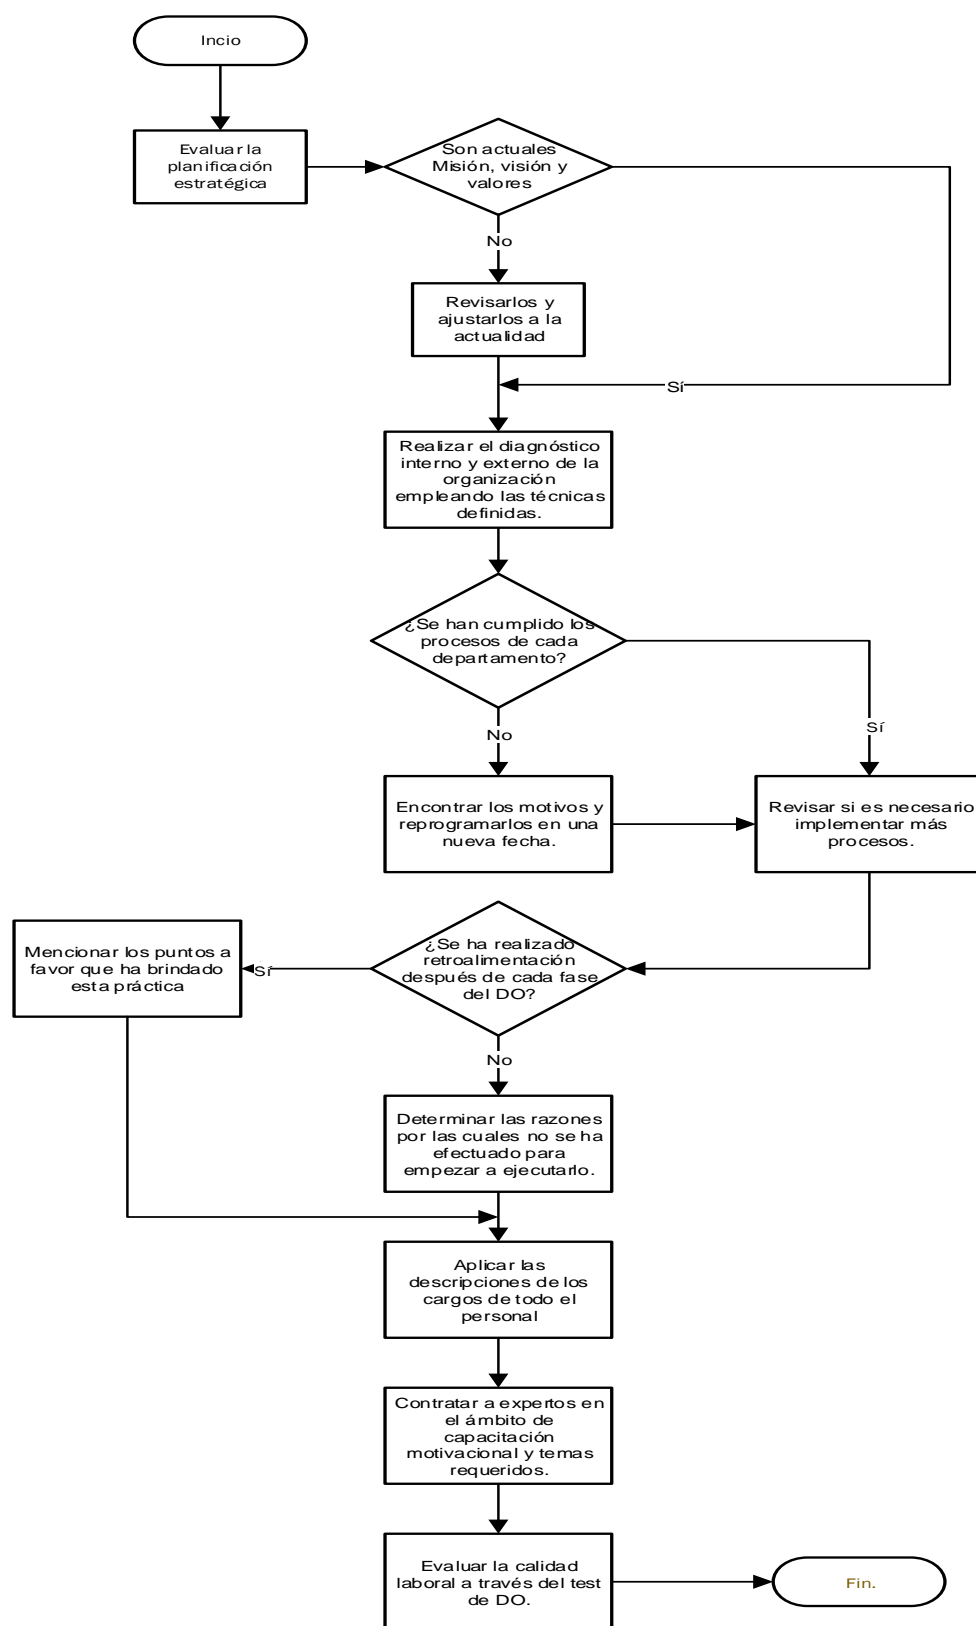 Incio
Evaluar la
planificación
estratégica
Son actuales
Misión, visión y
valores
No
Revisarlos y
ajustarlos a la
actualidad
Sí
Realizar el diagnóstico
interno y externo de la
organización
empleando las técnicas
definidas.
¿Se han cumplido los
procesos de cada
departamento?
No
Sí
Encontrar los motivos y
reprogramarlos en una
nueva fecha.
Revisar si es necesario
implementar más
procesos.
¿Se ha realizado
retroalimentación
después de cada fase
del DO?
Sí
Mencionar los puntos a
favor que ha brindado
esta práctica
No
Determinar las razones
por las cuales no se ha
efectuado para
empezar a ejecutarlo.
Aplicar las
descripciones de los
cargos de todo el
personal
Contratar a expertos en
el ámbito de
capacitación
motivacional y temas
requeridos.
Evaluar la calidad
laboral a través del test
de DO.
Fin.